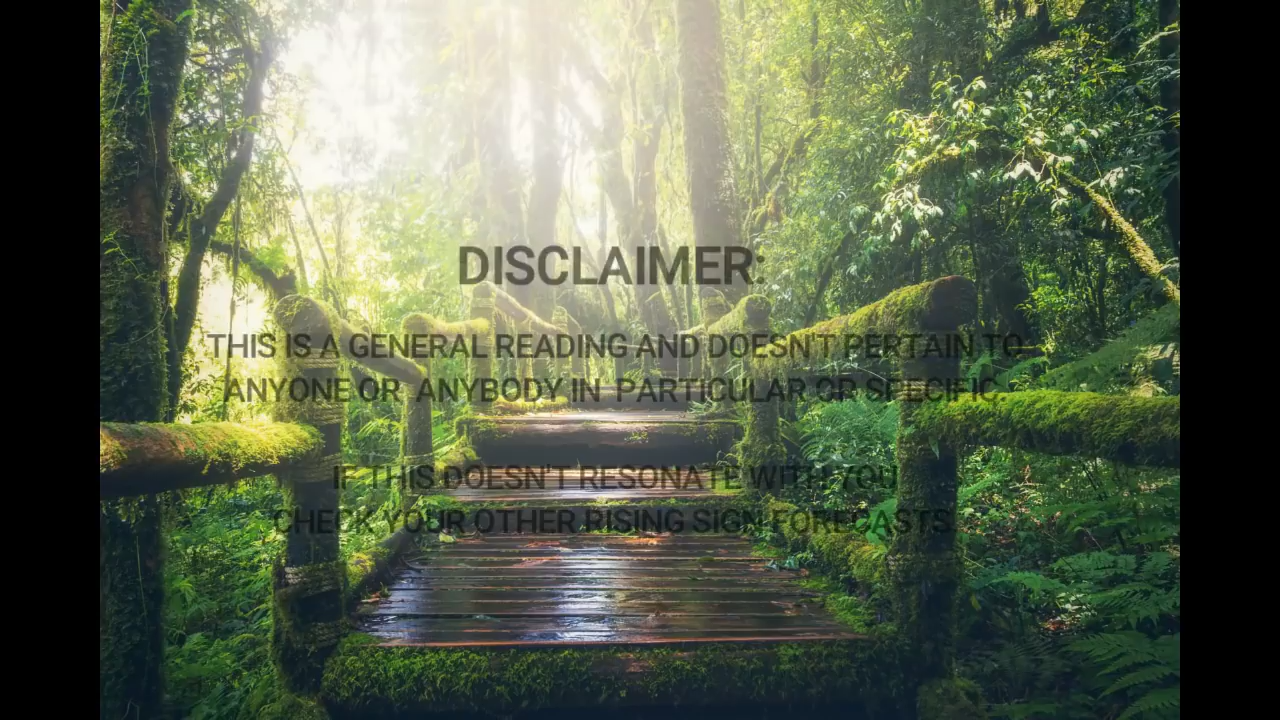 DISCLAIMER:
THIS IS A GENERAL READING AND DOESN'T PERTAIN TO
ANYONE OR ANYBODY IN PARTICULAR OR SPECIFIC.
IF THIS DOESN'T RESONATE WITH YOU
CHECK YOUR OTHER RISING SIGN FORECASTS.